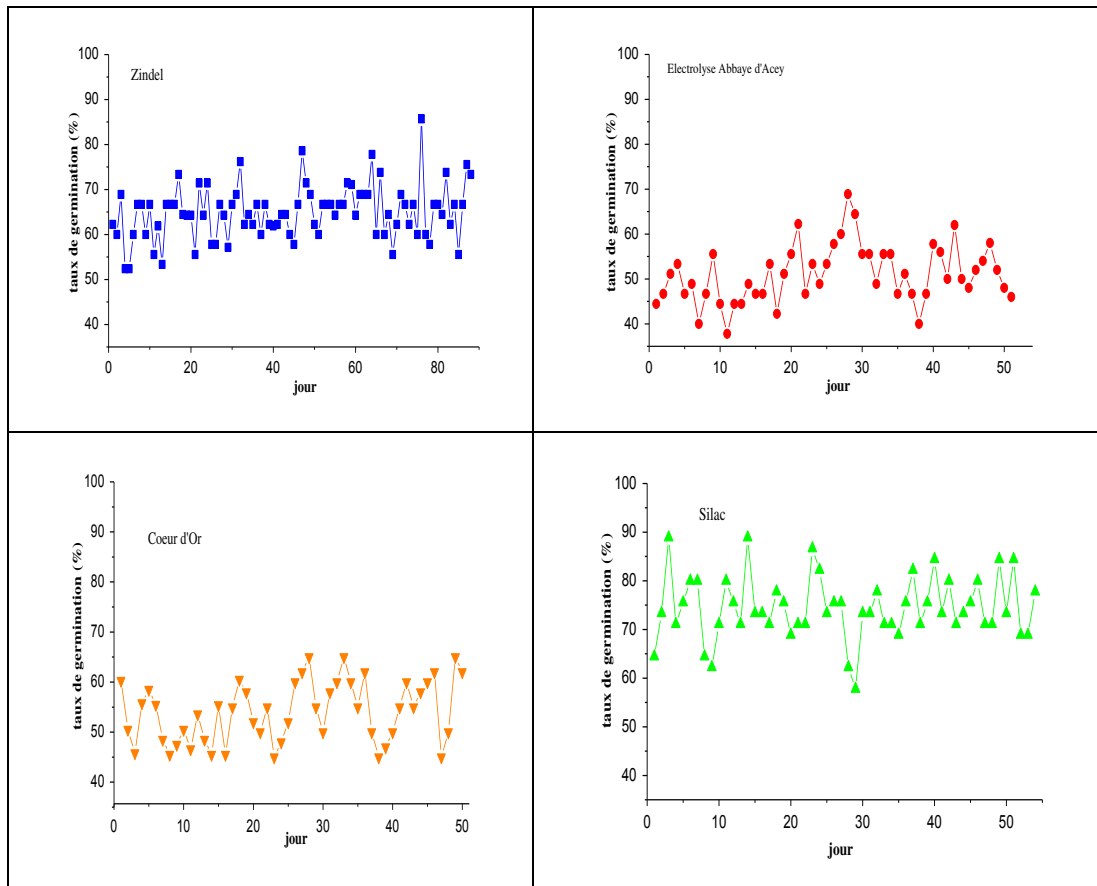 Zindel
taux de germination (%)
100
90
80
70
60
50
40
0 20 40 60 80
jour
Electrolyse Abbaye d'Acey
taux de germination (%)
100
90
80
70
60
50
40
0 10 20 30 40 50
jour
Coeur d'Or
taux de germination (%)
100
90
80
70
60
50
40
0 10 20 30 40 50
jour
Silac
taux de germination (%)
100
90
80
70
60
50
40
0 10 20 30 40 50
jour